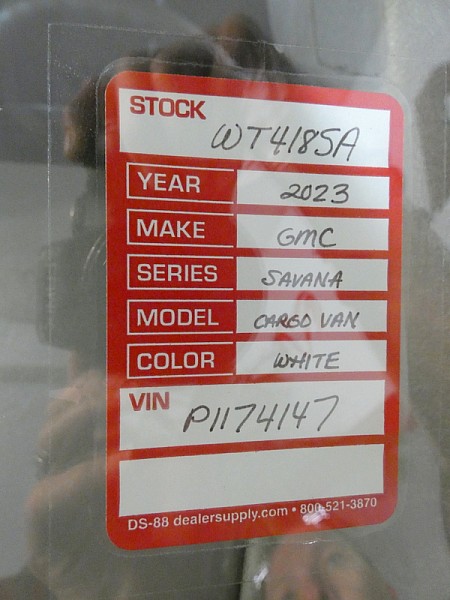 STOCK
WT4185A
YEAR 2023
MAKE GMC
SERIES SAVANA
MODEL CARGO VAN
COLOR WHITE
VIN
P1174147
DS-88 dealersupply.com • 800-521-3870